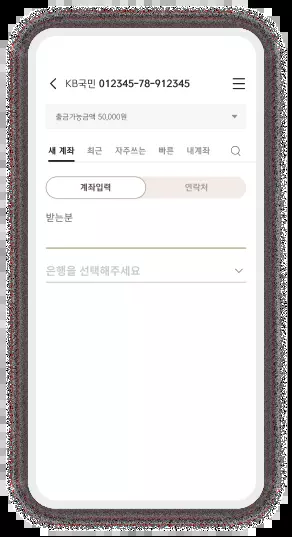 KB국민 012345-78-912345
출금가능금액 50,000원
새 계좌 최근 자주쓰는 빠른 내계좌
계좌입력 연락처
받는분
은행을 선택해주세요